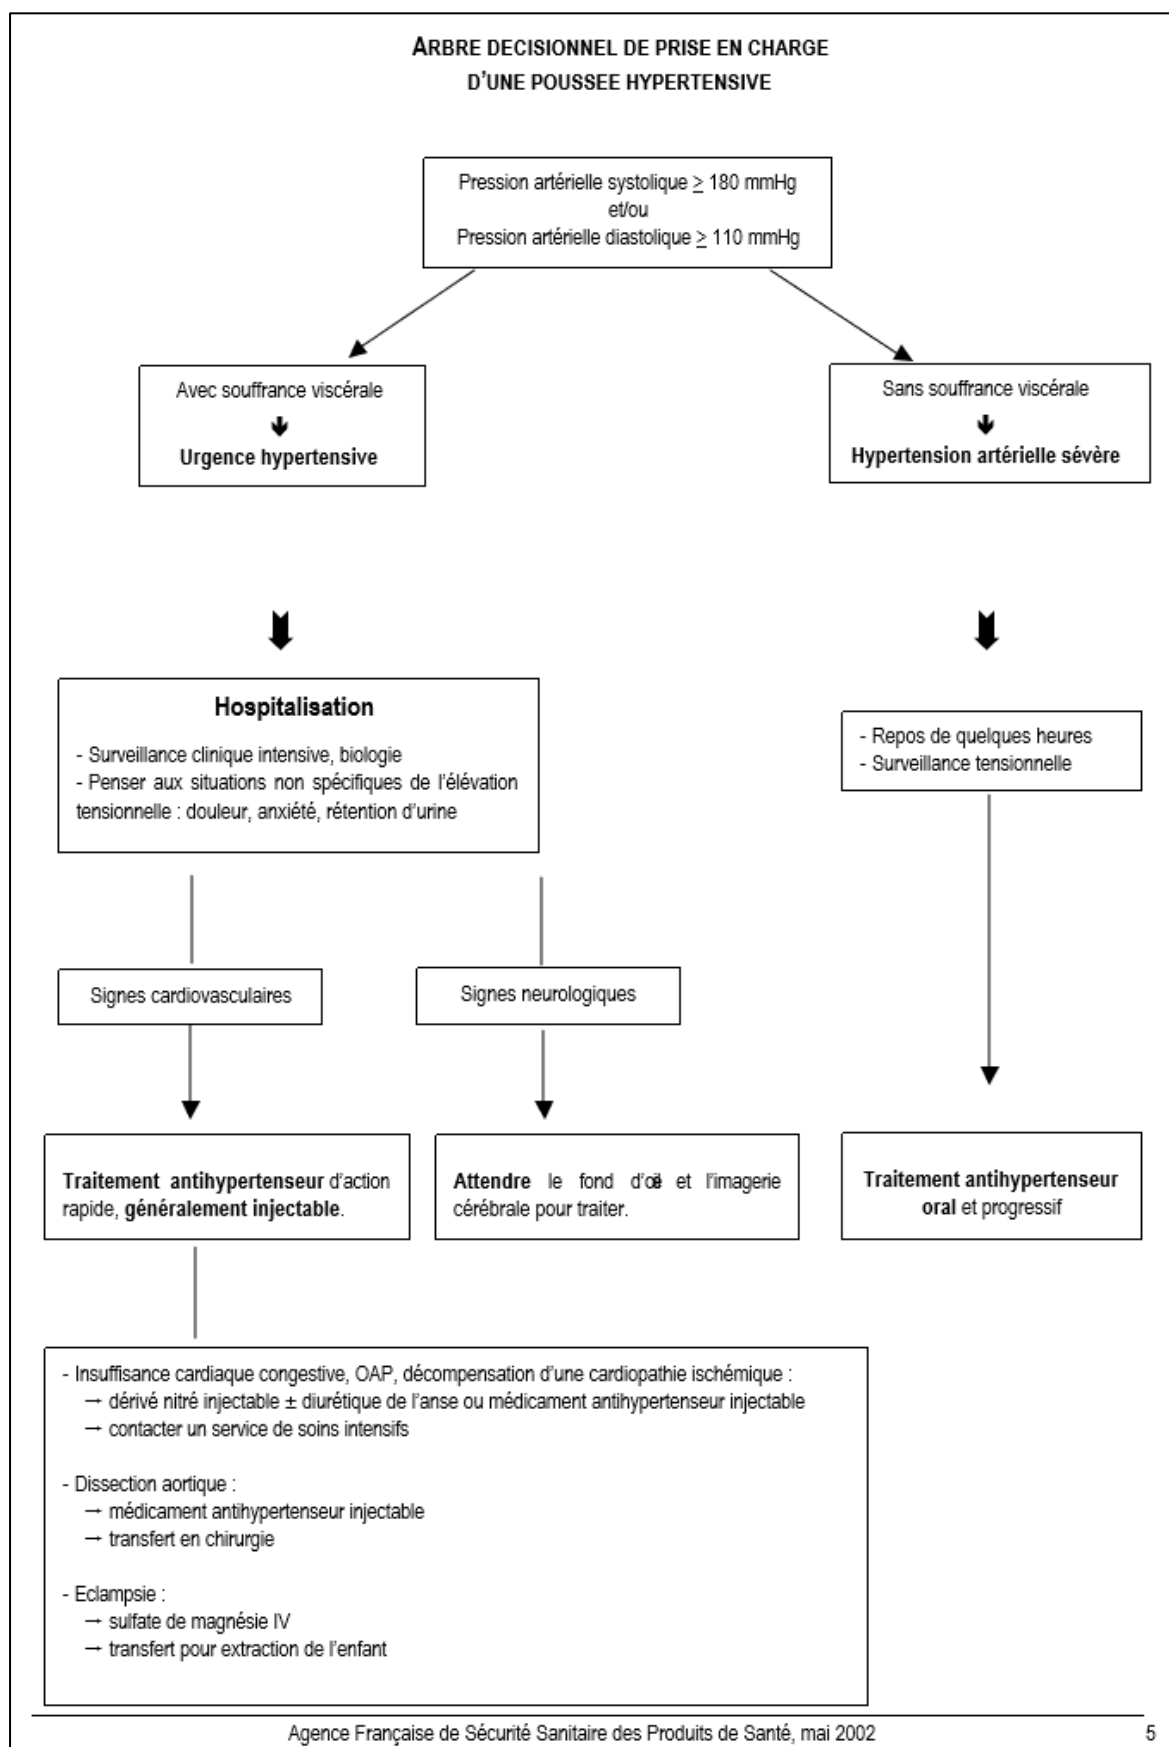 ARBRE DECISIONNEL DE PRISE EN CHARGE
D'UNE POUSSEE HYPERTENSIVE
Pression artérielle systolique ≥ 180 mmHg
et/ou
Pression artérielle diastolique ≥ 110 mmHg
Avec souffrance viscérale
Urgence hypertensive
Sans souffrance viscérale
Hypertension artérielle sévère
Hospitalisation
- Surveillance clinique intensive, biologie
- Penser aux situations non spécifiques de l'élévation
tensionnelle : douleur, anxiété, rétention d'urine
- Repos de quelques heures
- Surveillance tensionnelle
Signes cardiovasculaires
Signes neurologiques
Traitement antihypertenseur d'action
rapide, généralement injectable.
Attendre le fond d'œil et l'imagerie
cérébrale pour traiter.
Traitement antihypertenseur
oral et progressif
- Insuffisance cardiaque congestive, OAP, décompensation d'une cardiopathie ischémique :
→ dérivé nitré injectable ± diurétique de l'anse ou médicament antihypertenseur injectable
→ contacter un service de soins intensifs
- Dissection aortique :
→ médicament antihypertenseur injectable
→ transfert en chirurgie
- Eclampsie :
→ sulfate de magnésie IV
→ transfert pour extraction de l'enfant
Agence Française de Sécurité Sanitaire des Produits de Santé, mai 2002 5